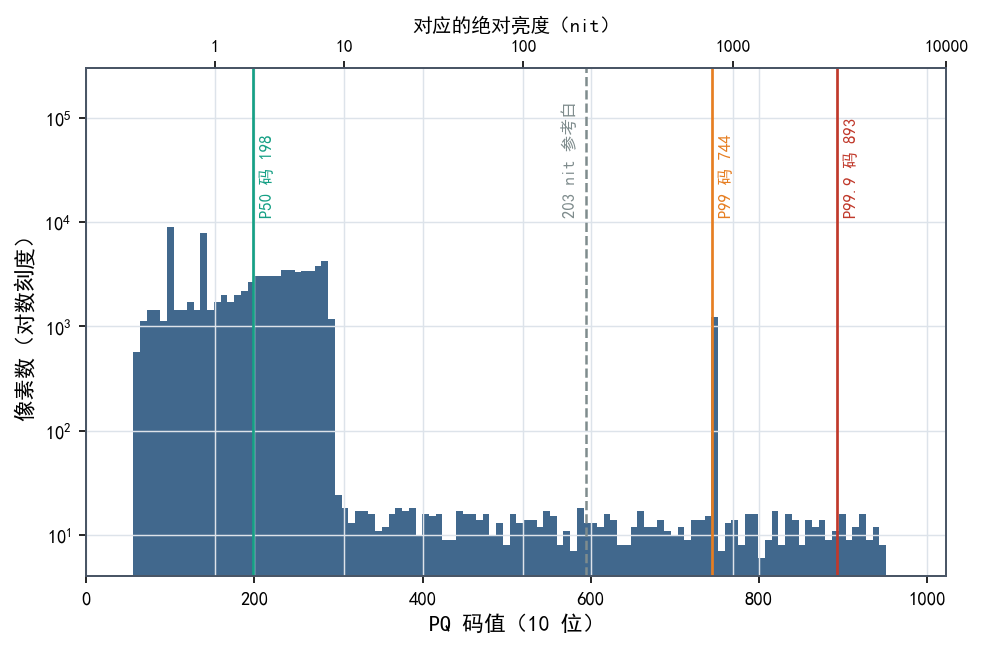 对应的绝对亮度（nit）
1 10 100 1000 10000
10⁵
10⁴
10³
10²
10¹
像素数（对数刻度）
P50 码 198
203 nit 参考白
P99 码 744
P99.9 码 893
0 200 400 600 800 1000
PQ 码值（10 位）